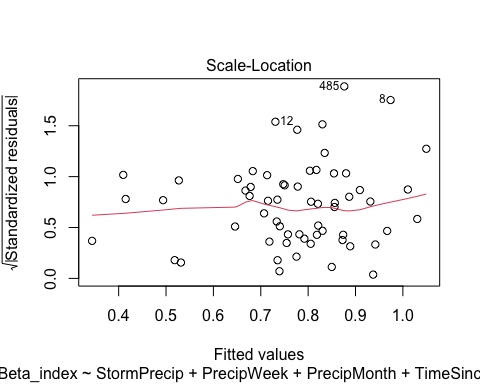 Scale-Location
√|Standardized residuals|
1.5
1.0
0.5
0.0
485
8
12
0.4 0.5 0.6 0.7 0.8 0.9 1.0
Fitted values
Beta_index ~ StormPrecip + PrecipWeek + PrecipMonth + TimeSinc